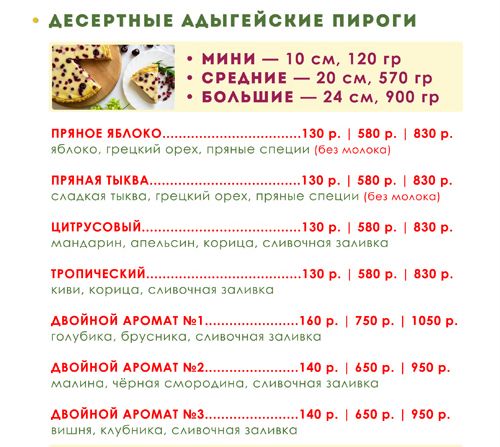 • ДЕСЕРТНЫЕ АДЫГЕЙСКИЕ ПИРОГИ
• МИНИ — 10 см, 120 гр
• СРЕДНИЕ — 20 см, 570 гр
• БОЛЬШИЕ — 24 см, 900 гр
ПРЯНОЕ ЯБЛОКО..............................130 р. | 580 р. | 830 р.
яблоко, грецкий орех, пряные специи (без молока)
ПРЯНАЯ ТЫКВА.................................130 р. | 580 р. | 830 р.
сладкая тыква, грецкий орех, пряные специи (без молока)
ЦИТРУСОВЫЙ...................................130 р. | 580 р. | 830 р.
мандарин, апельсин, корица, сливочная заливка
ТРОПИЧЕСКИЙ..................................130 р. | 580 р. | 830 р.
киви, корица, сливочная заливка
ДВОЙНОЙ АРОМАТ №1.....................160 р. | 750 р. | 1050 р.
голубика, брусника, сливочная заливка
ДВОЙНОЙ АРОМАТ №2.....................140 р. | 650 р. | 950 р.
малина, чёрная смородина, сливочная заливка
ДВОЙНОЙ АРОМАТ №3.....................140 р. | 650 р. | 950 р.
вишня, клубника, сливочная заливка